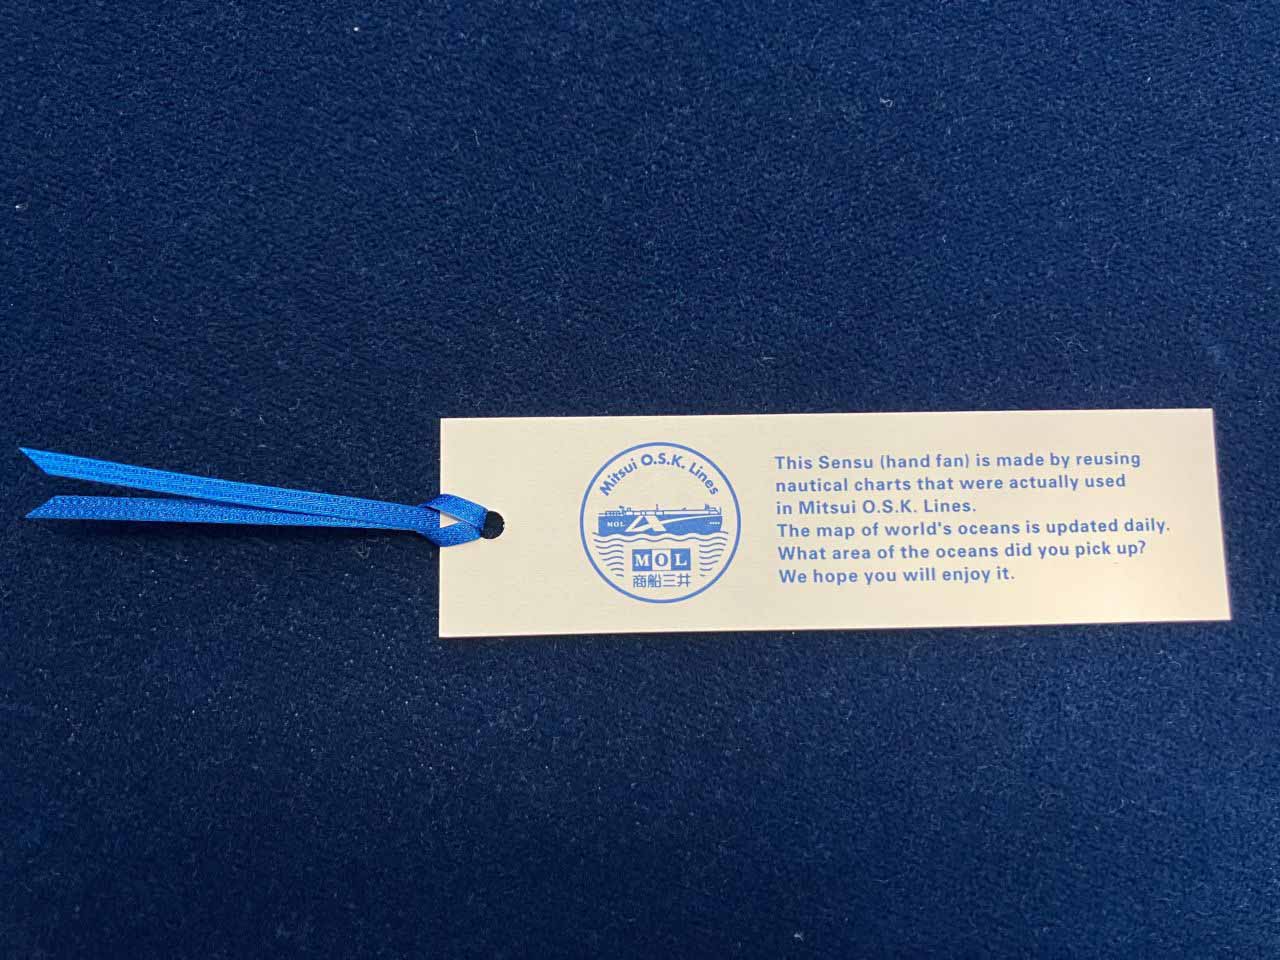 Mitsui O.S.K. Lines
MOL
MOL
商船三井
This Sensu (hand fan) is made by reusing
nautical charts that were actually used
in Mitsui O.S.K. Lines.
The map of world's oceans is updated daily.
What area of the oceans did you pick up?
We hope you will enjoy it.